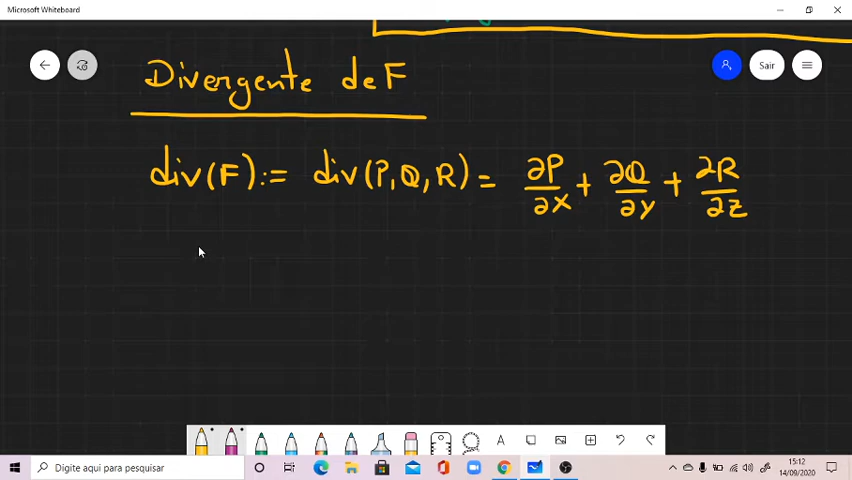 Microsoft Whiteboard
Sair
Divergente de F
div(F):= div(P,Q,R) = ∂P/∂x + ∂Q/∂y + ∂R/∂z
Digite aqui para pesquisar
15:12
14/09/2020